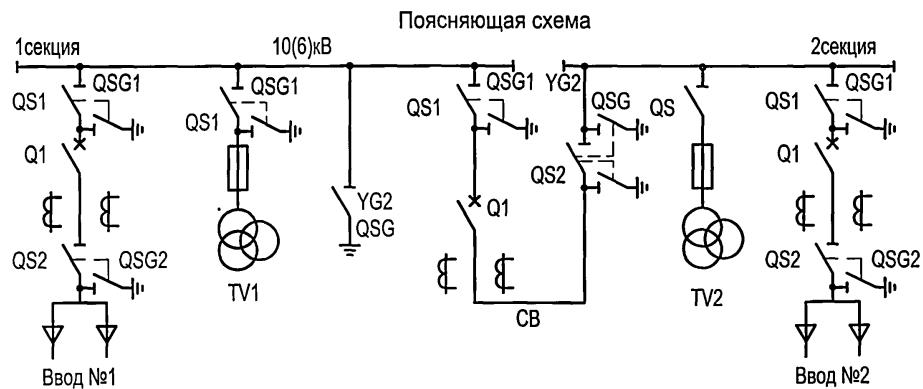 Поясняющая схема
1секция
10(6)кВ
2секция
QSG1
QS1
Q1
QS2
QSG2
Ввод №1
QSG1
QS1
TV1
YG2
QSG
QSG1
QS1
Q1
СВ
YG2
QSG
QS2
QS
TV2
QSG1
QS1
Q1
QS2
QSG2
Ввод №2